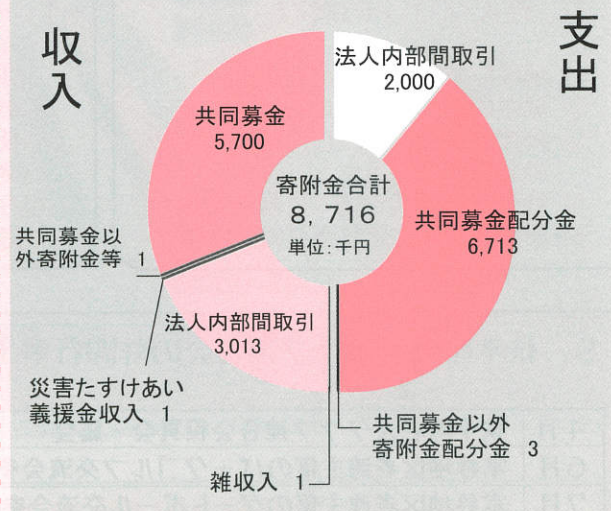 収入
支出
共同募金
5,700
共同募金以
外寄附金等 1
災害たすけあい
義援金収入 1
法人内部間取引
3,013
雑収入 1
寄附金合計
8,716
単位:千円
法人内部間取引
2,000
共同募金配分金
6,713
共同募金以外
寄附金配分金 3